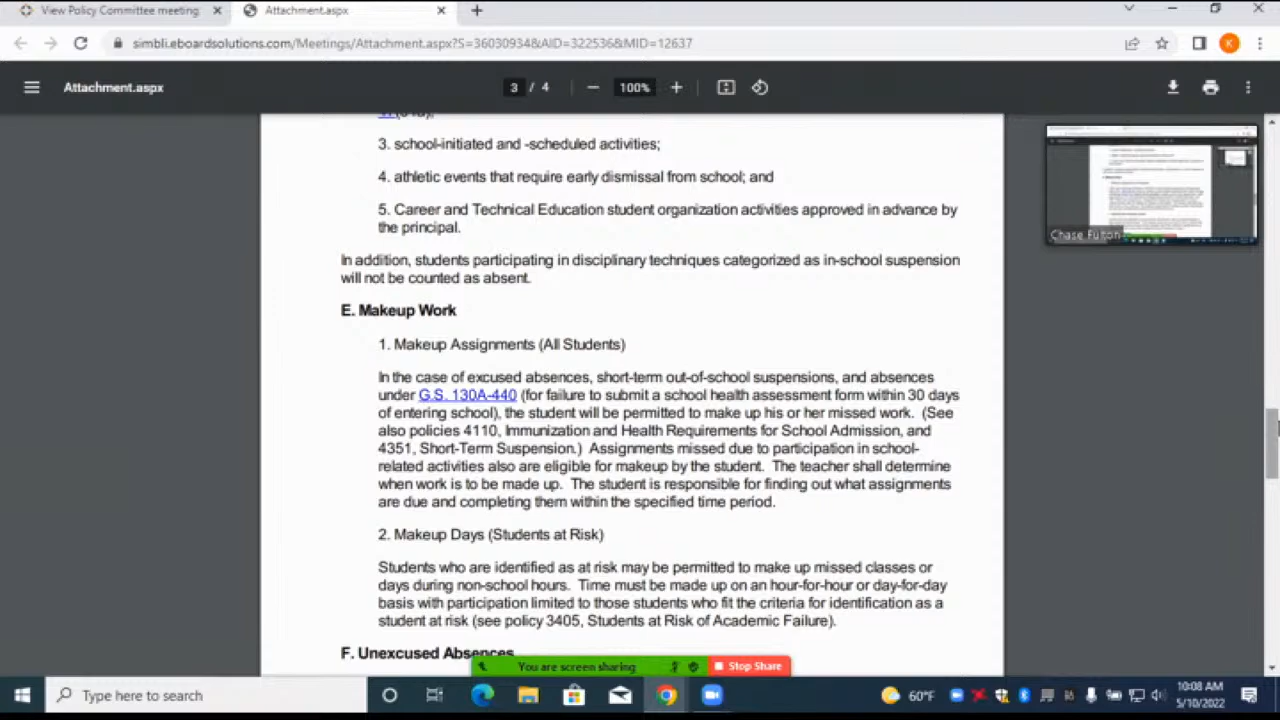 View Policy Committee meeting
Attachment.aspx
simbli.eboardsolutions.com/Meetings/Attachment.aspx?S=36030934&AID=322536&MID=12637
K
Attachment.aspx
3 / 4
100%
3. school-initiated and -scheduled activities;
4. athletic events that require early dismissal from school; and
5. Career and Technical Education student organization activities approved in advance by
the principal.
In addition, students participating in disciplinary techniques categorized as in-school suspension
will not be counted as absent.
E. Makeup Work
1. Makeup Assignments (All Students)
In the case of excused absences, short-term out-of-school suspensions, and absences
under G.S. 130A-440 (for failure to submit a school health assessment form within 30 days
of entering school), the student will be permitted to make up his or her missed work. (See
also policies 4110, Immunization and Health Requirements for School Admission, and
4351, Short-Term Suspension.) Assignments missed due to participation in school-
related activities also are eligible for makeup by the student. The teacher shall determine
when work is to be made up. The student is responsible for finding out what assignments
are due and completing them within the specified time period.
2. Makeup Days (Students at Risk)
Students who are identified as at risk may be permitted to make up missed classes or
days during non-school hours. Time must be made up on an hour-for-hour or day-for-day
basis with participation limited to those students who fit the criteria for identification as a
student at risk (see policy 3405, Students at Risk of Academic Failure).
F. Unexcused Absences
Chase Fulton
You are screen sharing
Stop Share
Type here to search
60°F
10:08 AM
5/10/2022